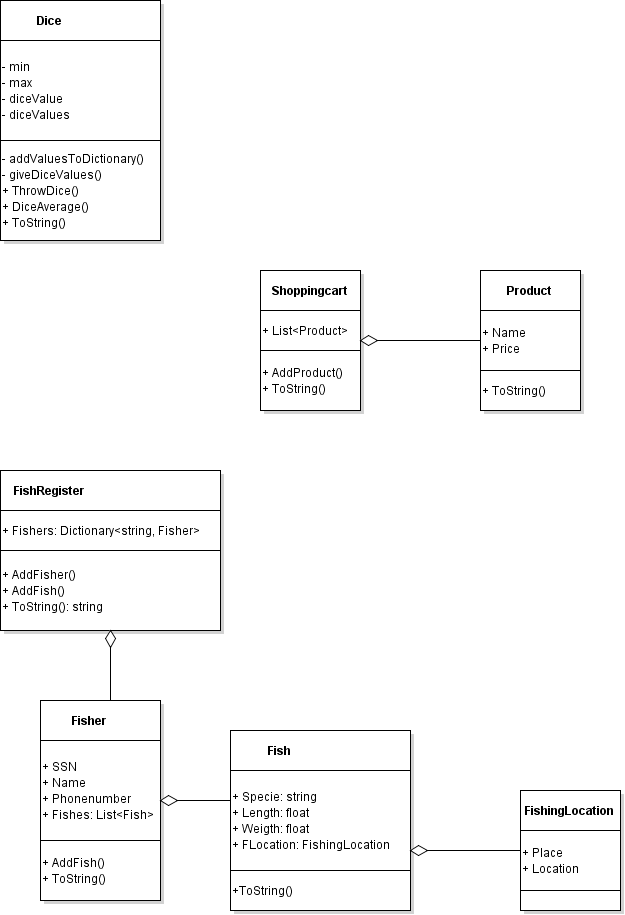 Dice
- min
- max
- diceValue
- diceValues
- addValuesToDictionary()
- giveDiceValues()
+ ThrowDice()
+ DiceAverage()
+ ToString()
Shoppingcart
+ List<Product>
+ AddProduct()
+ ToString()
Product
+ Name
+ Price
+ ToString()
FishRegister
+ Fishers: Dictionary<string, Fisher>
+ AddFisher()
+ AddFish()
+ ToString(): string
Fisher
+ SSN
+ Name
+ Phonenumber
+ Fishes: List<Fish>
+ AddFish()
+ ToString()
Fish
+ Specie: string
+ Length: float
+ Weigth: float
+ FLocation: FishingLocation
+ToString()
FishingLocation
+ Place
+ Location